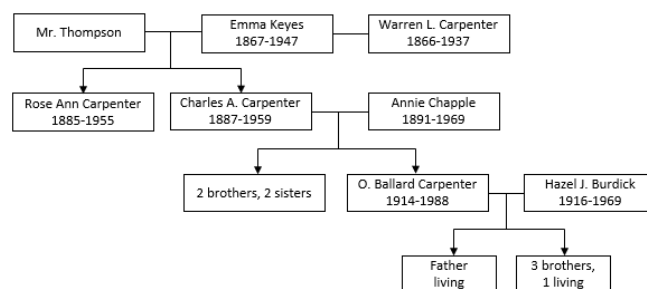 Mr. Thompson
Emma Keyes
1867-1947
Warren L. Carpenter
1866-1937
Rose Ann Carpenter
1885-1955
Charles A. Carpenter
1887-1959
Annie Chapple
1891-1969
2 brothers, 2 sisters
O. Ballard Carpenter
1914-1988
Hazel J. Burdick
1916-1969
Father
living
3 brothers,
1 living